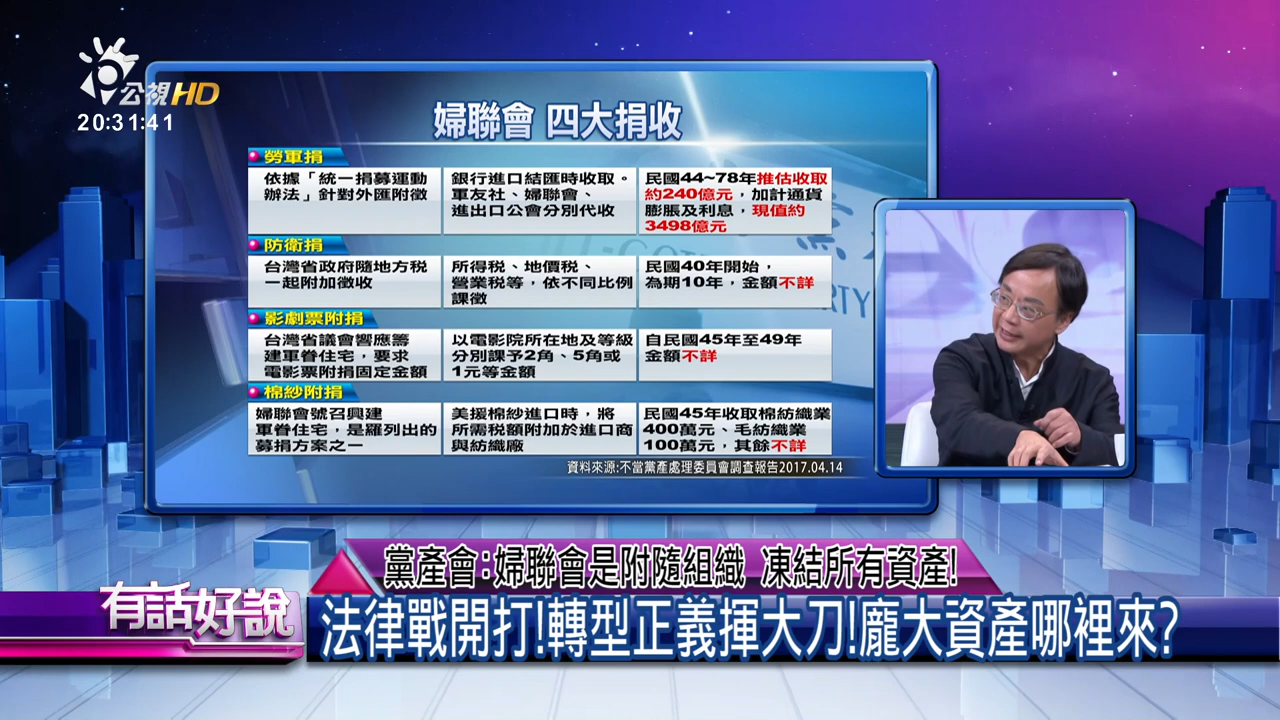 公視HD
20:31:41
婦聯會 四大捐收
勞軍捐
依據「統一捐募運動
辦法」針對外匯附徵
銀行進口結匯時收取。
軍友社、婦聯會、
進出口公會分別代收
民國44~78年推估收取
約240億元，加計通貨
膨脹及利息，現值約
3498億元
防衛捐
台灣省政府隨地方稅
一起附加徵收
所得稅、地價稅、
營業稅等，依不同比例
課徵
民國40年開始，
為期10年，金額不詳
影劇票附捐
台灣省議會響應籌
建軍眷住宅，要求
電影票附捐固定金額
以電影院所在地及等級
分別課予2角、5角或
1元等金額
自民國45年至49年
金額不詳
棉紗附捐
婦聯會號召興建
軍眷住宅，是羅列出的
募捐方案之一
美援棉紗進口時，將
所需稅額附加於進口商
與紡織廠
民國45年收取棉紡織業
400萬元、毛紡織業
100萬元，其餘不詳
資料來源:不當黨產處理委員會調查報告2017.04.14
黨產會:婦聯會是附隨組織 凍結所有資產!
有話好說
法律戰開打!轉型正義揮大刀!龐大資產哪裡來?